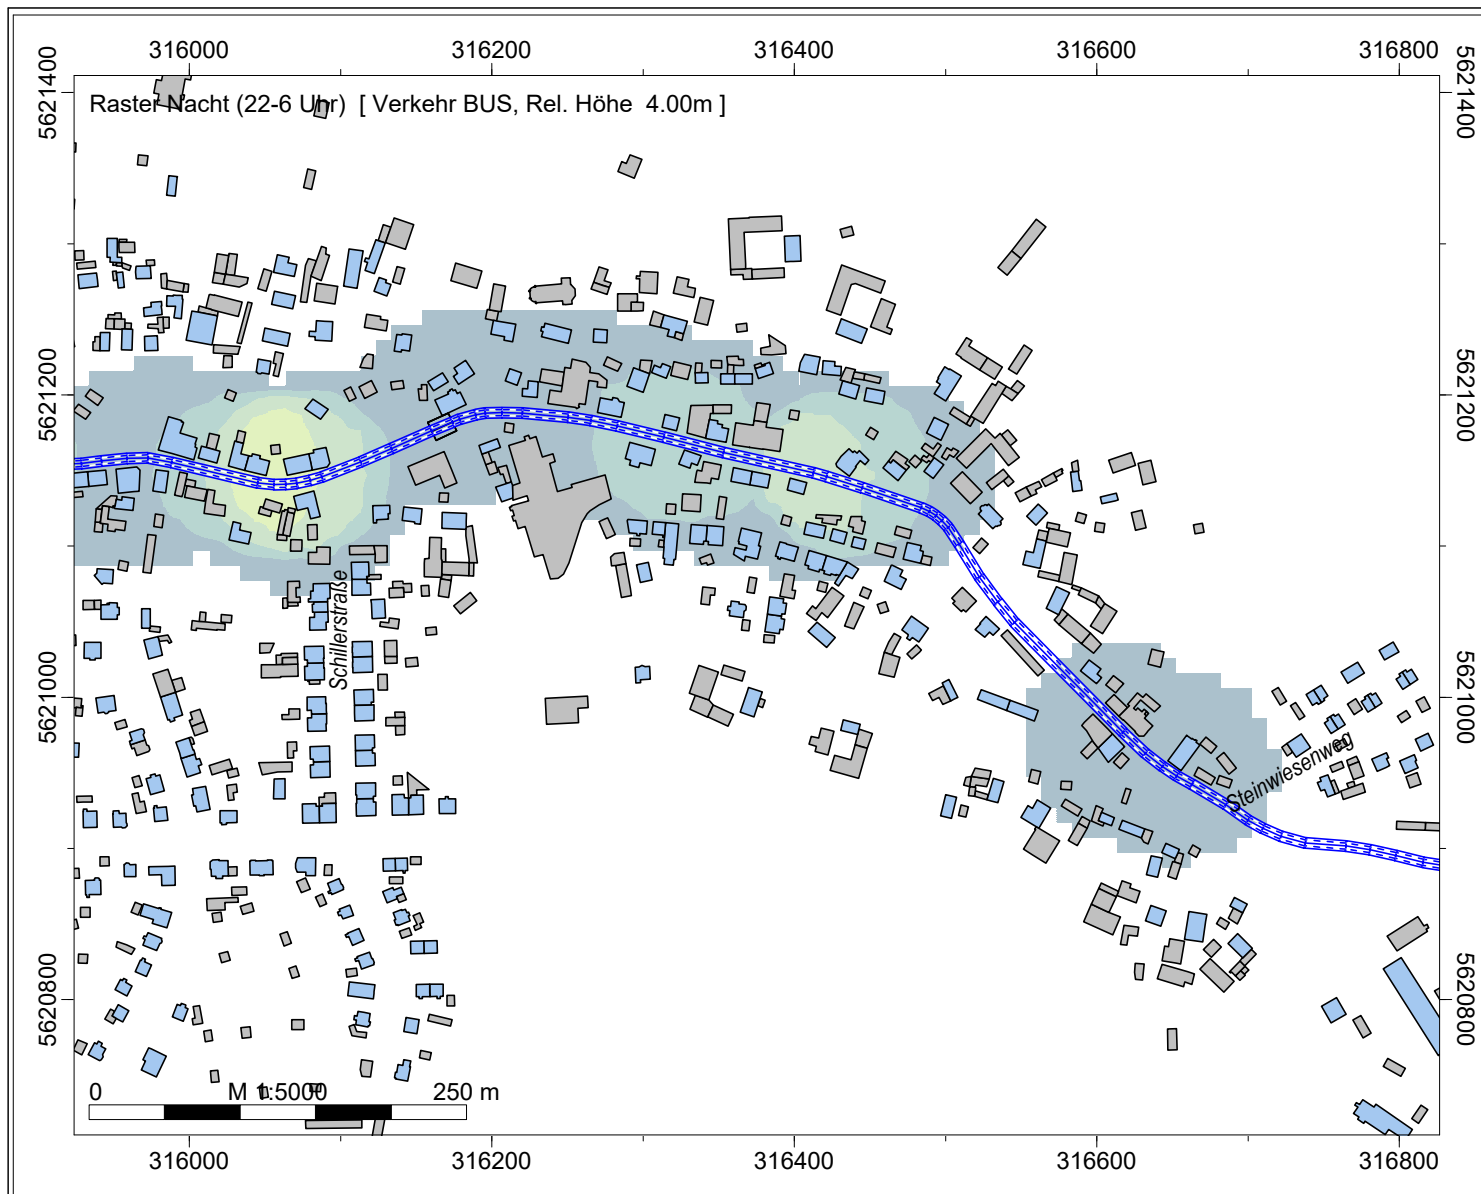 316000 316200 316400 316600 316800
5621400 5621400
Raster Nacht (22-6 Uhr) [ Verkehr BUS, Rel. Höhe 4.00m ]
5621200 5621200
Schillerstraße
5621000 5621000
Steinwiesenweg
5620800 5620800
0 M 1:5000 250 m
316000 316200 316400 316600 316800